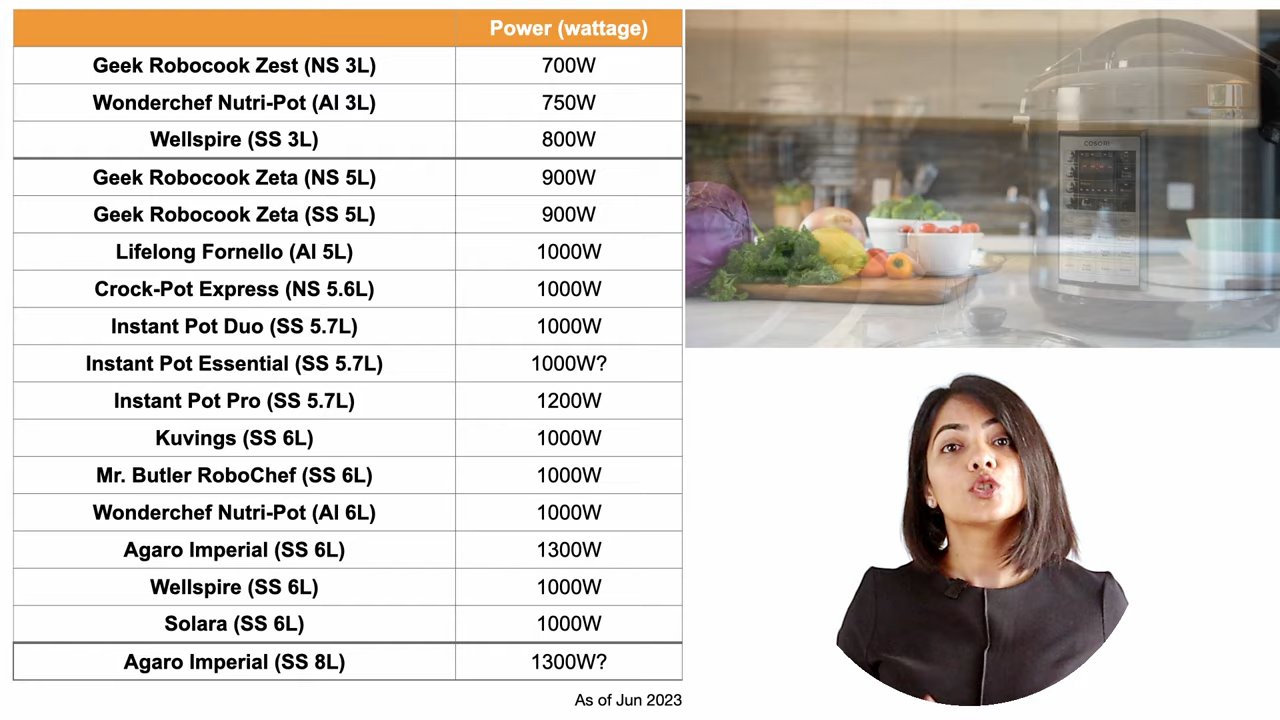 Power (wattage)
Geek Robocook Zest (NS 3L) 700W
Wonderchef Nutri-Pot (Al 3L) 750W
Wellspire (SS 3L) 800W
Geek Robocook Zeta (NS 5L) 900W
Geek Robocook Zeta (SS 5L) 900W
Lifelong Fornello (Al 5L) 1000W
Crock-Pot Express (NS 5.6L) 1000W
Instant Pot Duo (SS 5.7L) 1000W
Instant Pot Essential (SS 5.7L) 1000W?
Instant Pot Pro (SS 5.7L) 1200W
Kuvings (SS 6L) 1000W
Mr. Butler RoboChef (SS 6L) 1000W
Wonderchef Nutri-Pot (Al 6L) 1000W
Agaro Imperial (SS 6L) 1300W
Wellspire (SS 6L) 1000W
Solara (SS 6L) 1000W
Agaro Imperial (SS 8L) 1300W?
As of Jun 2023
COSORI